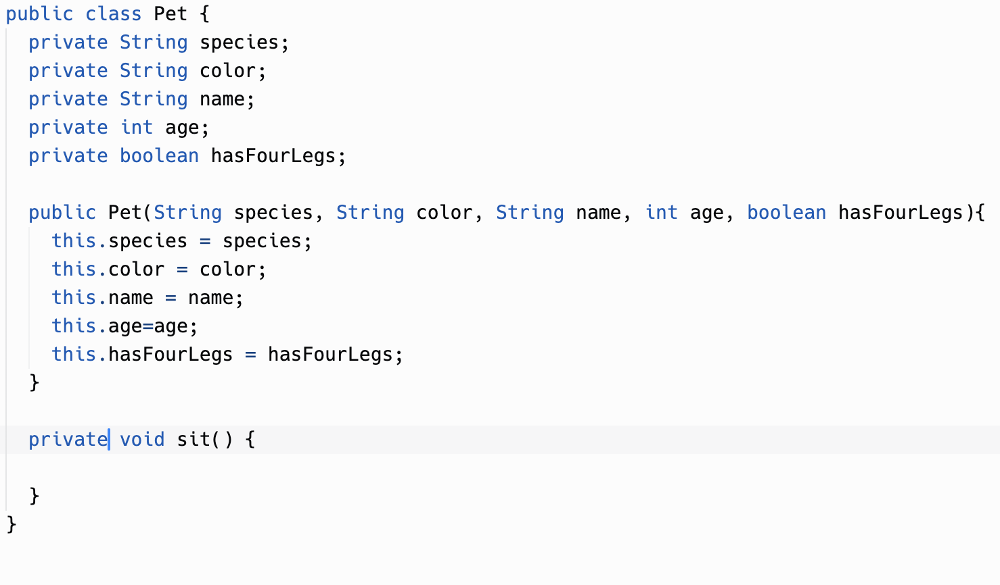 public class Pet {
  private String species;
  private String color;
  private String name;
  private int age;
  private boolean hasFourLegs;

  public Pet(String species, String color, String name, int age, boolean hasFourLegs){
    this.species = species;
    this.color = color;
    this.name = name;
    this.age=age;
    this.hasFourLegs = hasFourLegs;
  }

  private void sit() {

  }
}